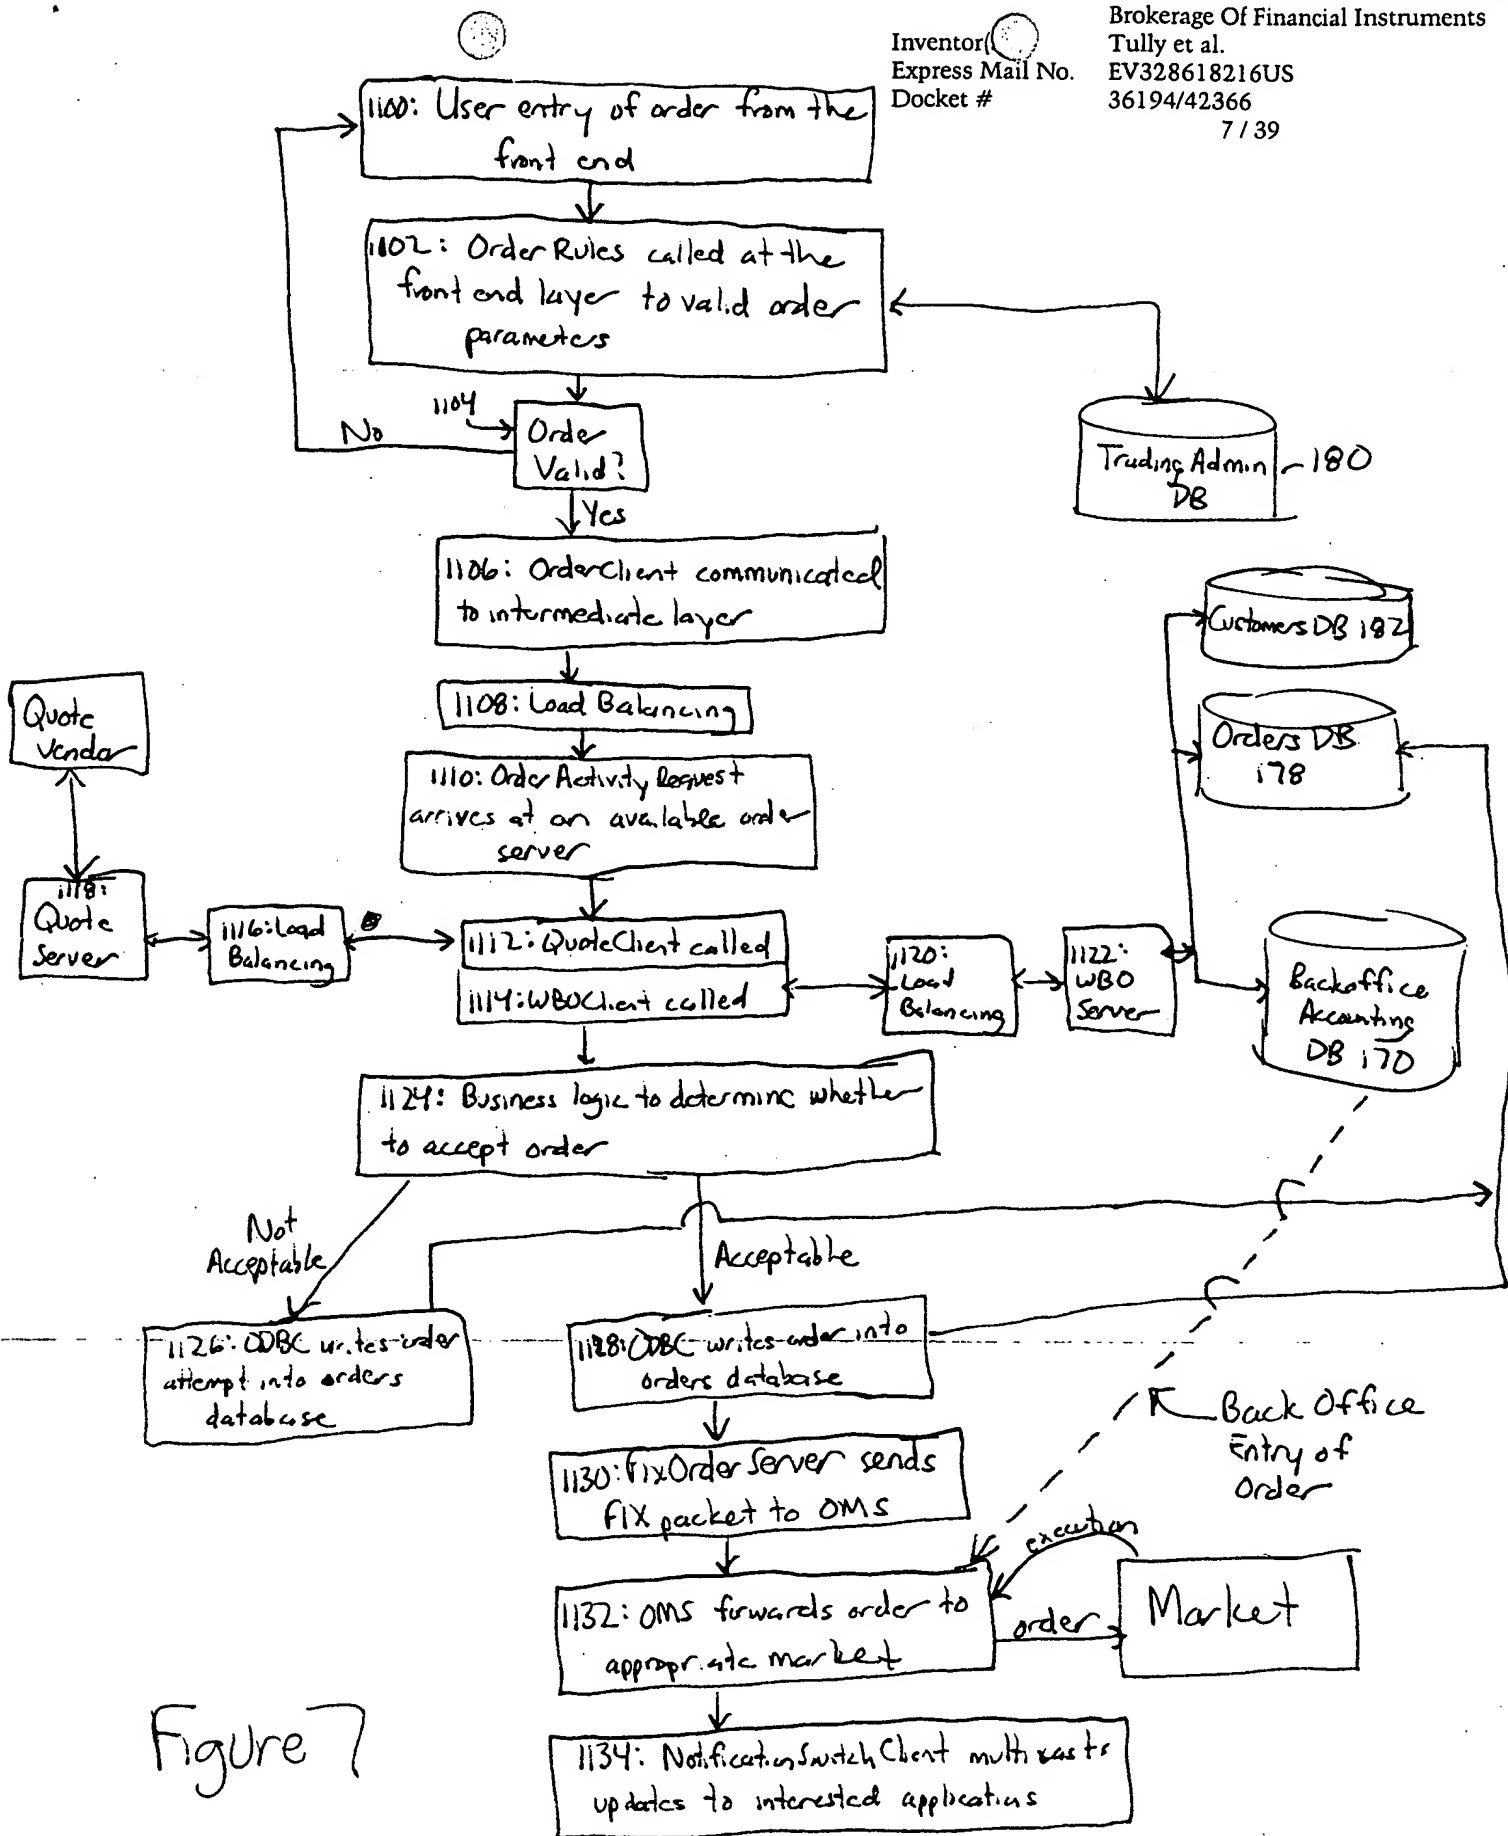 Brokerage Of Financial Instruments
Inventor( Tully et al.
Express Mail No. EV328618216US
Docket # 36194/42366
7 / 39
1100: User entry of order from the
front end
1102: OrderRules called at the
front end layer to valid order
parameters
1104
No
Order
Valid?
Yes
Trading Admin
DB
180
1106: OrderClient communicated
to intermediate layer
Customers DB 182
1108: Load Balancing
Quote
Vendor
Orders DB
178
1110: Order Activity Request
arrives at an available order
server
1118:
Quote
Server
1116: Load
Balancing
1112: QuoteClient called
1114: WBOClient called
1120:
Load
Balancing
1122:
WBO
Server
Backoffice
Accounting
DB 170
1124: Business logic to determine whether
to accept order
Not
Acceptable
Acceptable
1126: ODBC writes order
attempt into orders
database
1128: ODBC writes order into
orders database
Back Office
Entry of
Order
1130: FixOrderServer sends
FIX packet to OMS
execution
1132: OMS forwards order to
appropriate market
order
Market
1134: NotificationSwitchClient multicasts
updates to interested applications
Figure 7